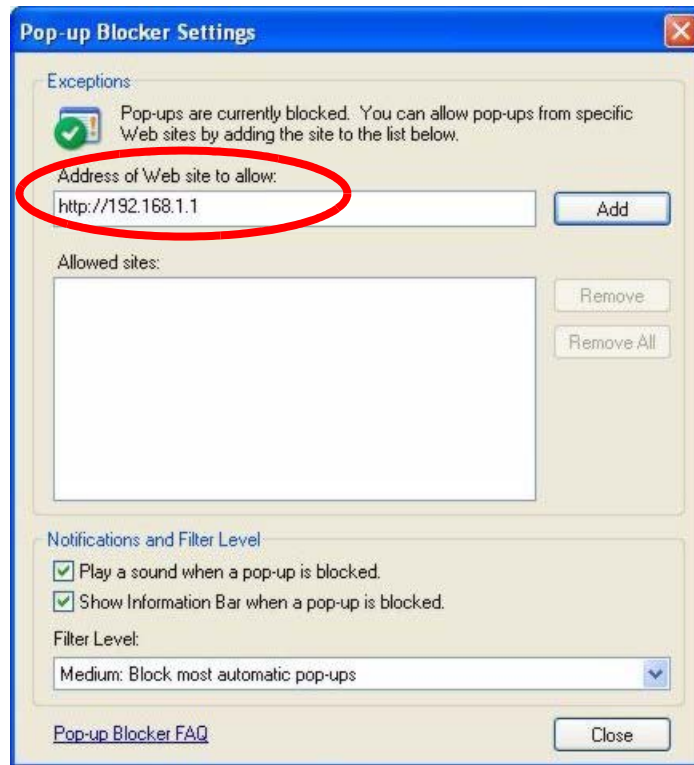 Pop-up Blocker Settings
Exceptions
Pop-ups are currently blocked. You can allow pop-ups from specific
Web sites by adding the site to the list below.
Address of Web site to allow:
http://192.168.1.1
Add
Allowed sites:
Remove
Remove All
Notifications and Filter Level
Play a sound when a pop-up is blocked.
Show Information Bar when a pop-up is blocked.
Filter Level:
Medium: Block most automatic pop-ups
Pop-up Blocker FAQ
Close